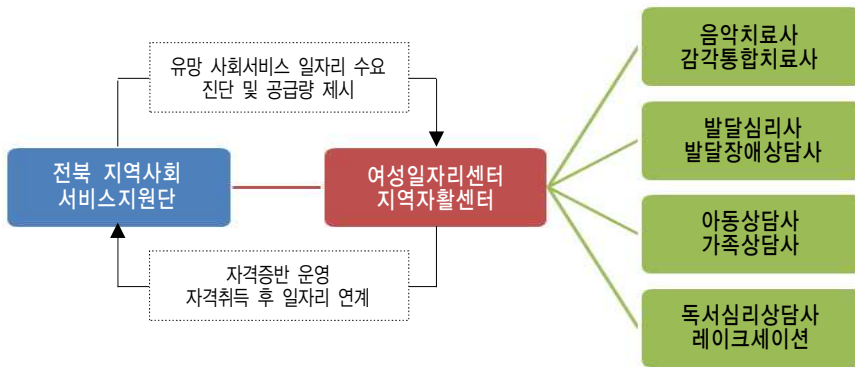 유망 사회서비스 일자리 수요
진단 및 공급량 제시
전북 지역사회
서비스지원단
여성일자리센터
지역자활센터
자격증반 운영
자격취득 후 일자리 연계
음악치료사
감각통합치료사
발달심리사
발달장애상담사
아동상담사
가족상담사
독서심리상담사
레이크세이션